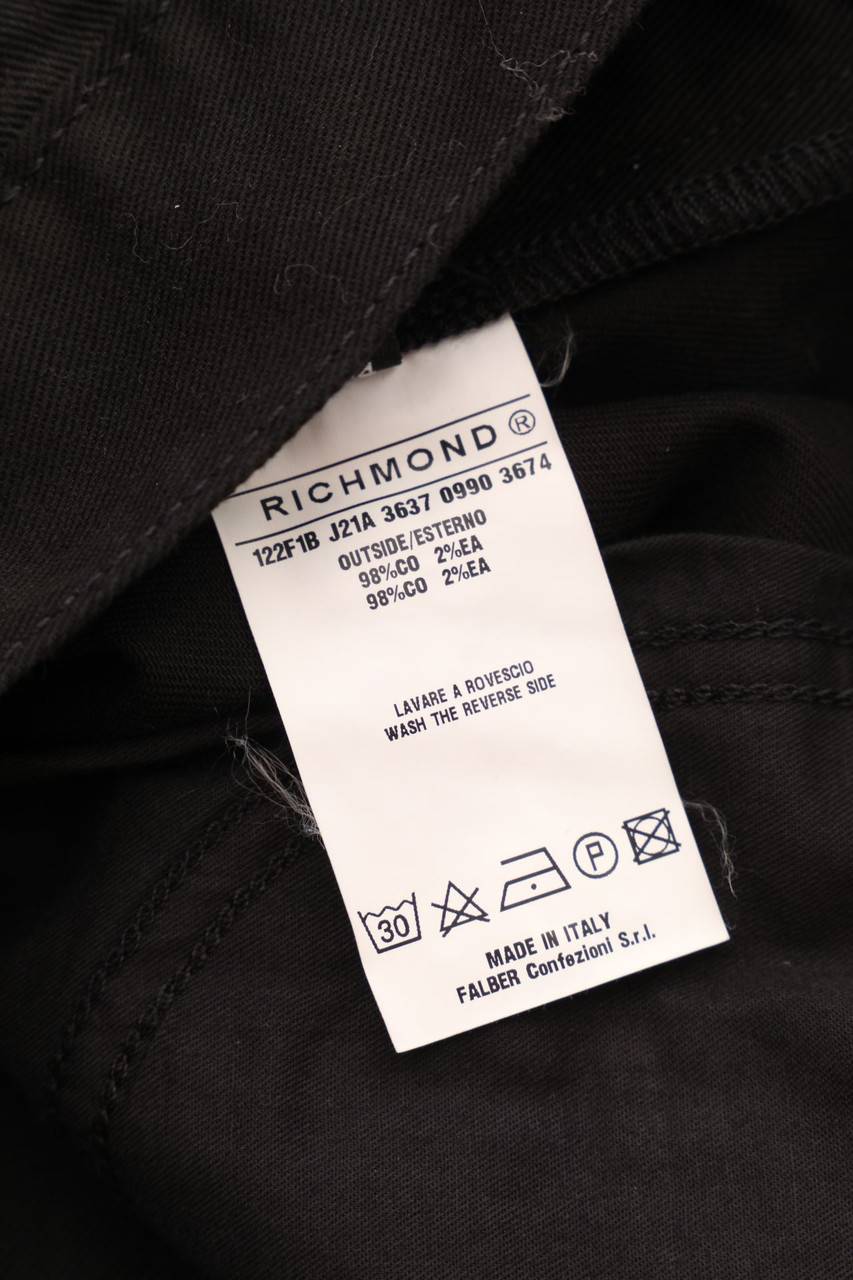 RICHMOND®
122F1B J21A 3637 0990 3674
OUTSIDE/ESTERNO
98%CO 2%EA
98%CO 2%EA
LAVARE A ROVESCIO
WASH THE REVERSE SIDE
30
P
MADE IN ITALY
FALBER Confezioni S.r.l.